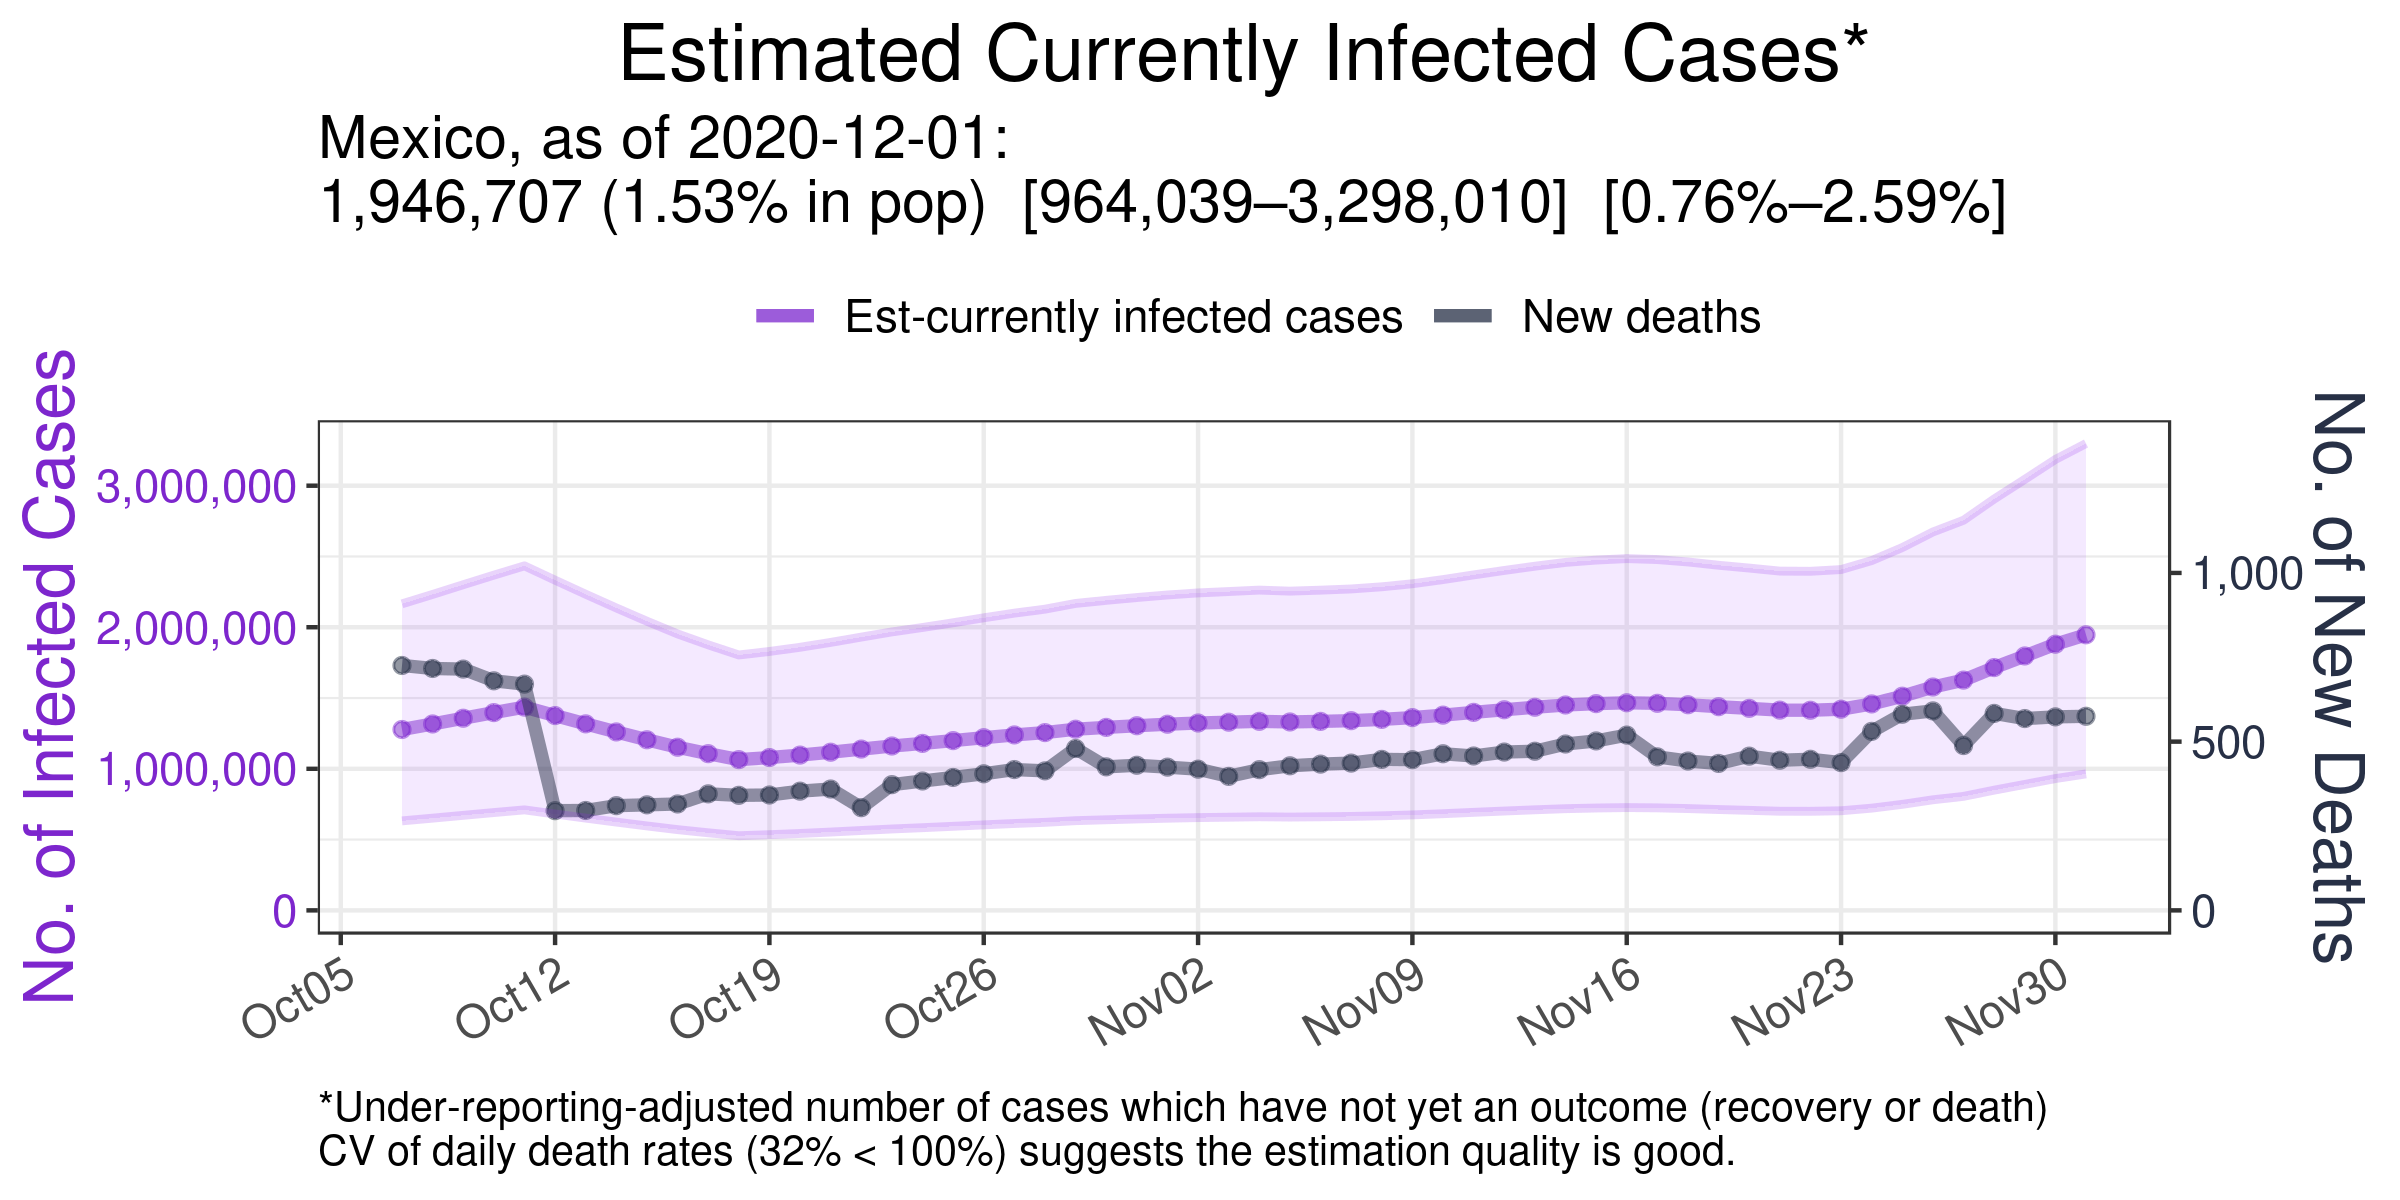 Estimated Currently Infected Cases*
Mexico, as of 2020-12-01:
1,946,707 (1.53% in pop)  [964,039–3,298,010]  [0.76%–2.59%]
Est-currently infected cases
New deaths
No. of Infected Cases
3,000,000
2,000,000
1,000,000
0
1,000
500
0
No. of New Deaths
Oct05
Oct12
Oct19
Oct26
Nov02
Nov09
Nov16
Nov23
Nov30
*Under-reporting-adjusted number of cases which have not yet an outcome (recovery or death)
CV of daily death rates (32% < 100%) suggests the estimation quality is good.